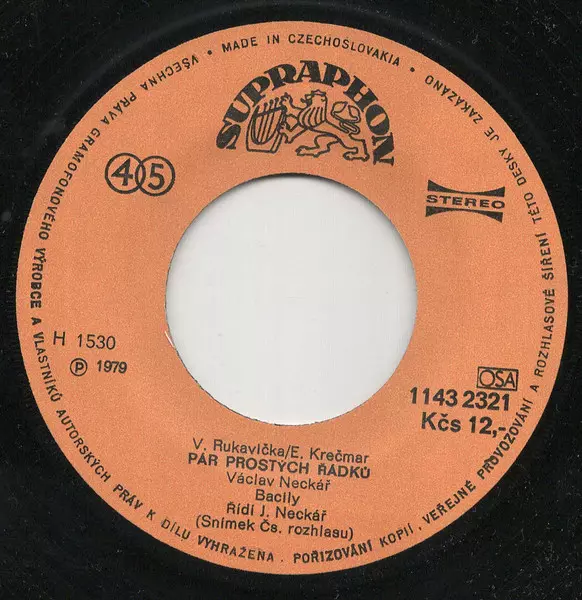 VŠECHNA PRÁVA GRAMOFONOVÉHO VÝROBCE A VLASTNÍKŮ AUTORSKÝCH PRÁV K DÍLU VYHRAŽENA. POŘIZOVÁNÍ KOPIÍ, VEŘEJNÉ PROVOZOVÁNÍ A ROZHLASOVÉ ŠÍŘENÍ TÉTO DESKY JE ZAKÁZÁNO
• MADE IN CZECHOSLOVAKIA •
SUPRAPHON
45
STEREO
H 1530
Ⓟ 1979
OSA
1143 2321
Kčs 12,-
V. Rukavička/E. Krečmar
PÁR PROSTÝCH ŘÁDKŮ
Václav Neckář
Bacily
Řídí J. Neckář
(Snímek Čs. rozhlasu)